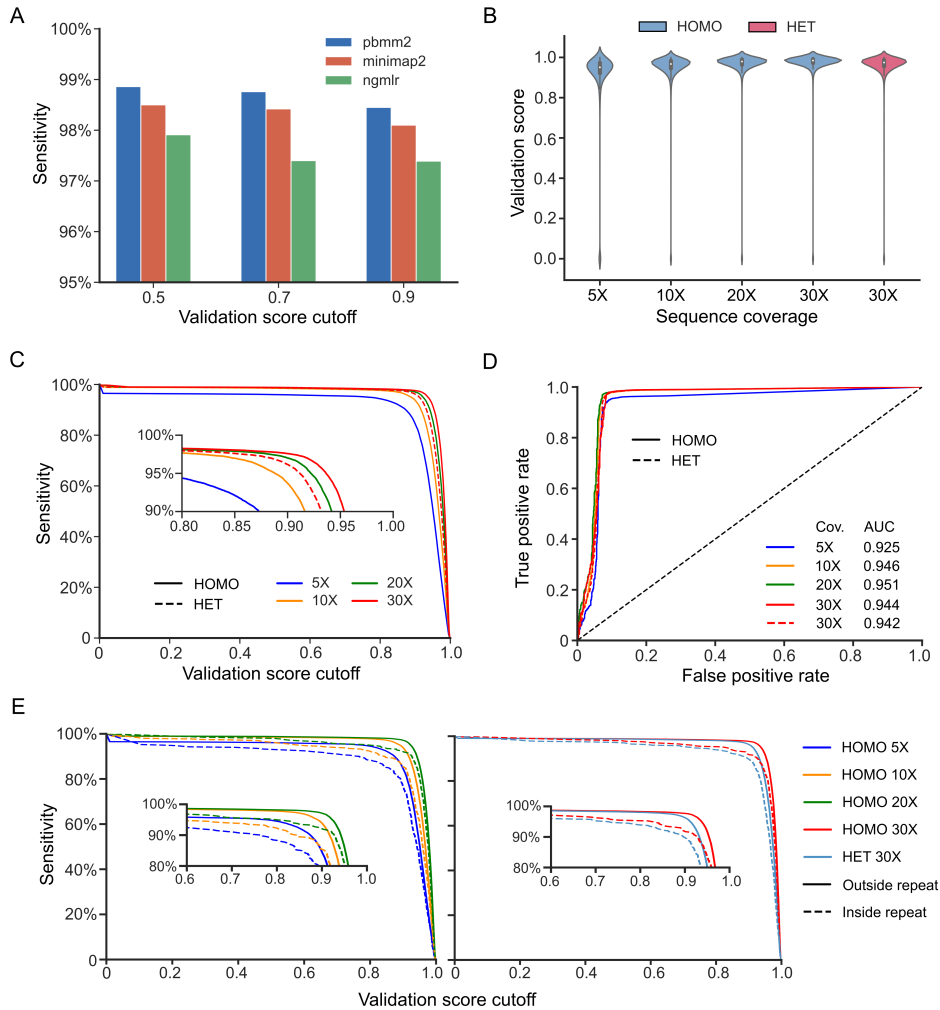 A
100%
99%
98%
97%
96%
95%
Sensitivity
pbmm2
minimap2
ngmlr
0.5 0.7 0.9
Validation score cutoff
B
HOMO HET
1.0
0.8
0.6
0.4
0.2
0.0
Validation score
5X 10X 20X 30X 30X
Sequence coverage
C
100%
80%
60%
40%
20%
0
Sensitivity
100%
95%
90%
0.80 0.85 0.90 0.95 1.00
HOMO
HET
5X 20X
10X 30X
0 0.2 0.4 0.6 0.8 1.0
Validation score cutoff
D
1.0
0.8
0.6
0.4
0.2
0
True positive rate
HOMO
HET
Cov. AUC
5X 0.925
10X 0.946
20X 0.951
30X 0.944
30X 0.942
0 0.2 0.4 0.6 0.8 1.0
False positive rate
E
100%
80%
60%
40%
20%
0
Sensitivity
100%
90%
80%
0.6 0.7 0.8 0.9 1.0
0 0.2 0.4 0.6 0.8 1.0
100%
90%
80%
0.6 0.7 0.8 0.9 1.0
0 0.2 0.4 0.6 0.8 1.0
Validation score cutoff
HOMO 5X
HOMO 10X
HOMO 20X
HOMO 30X
HET 30X
Outside repeat
Inside repeat